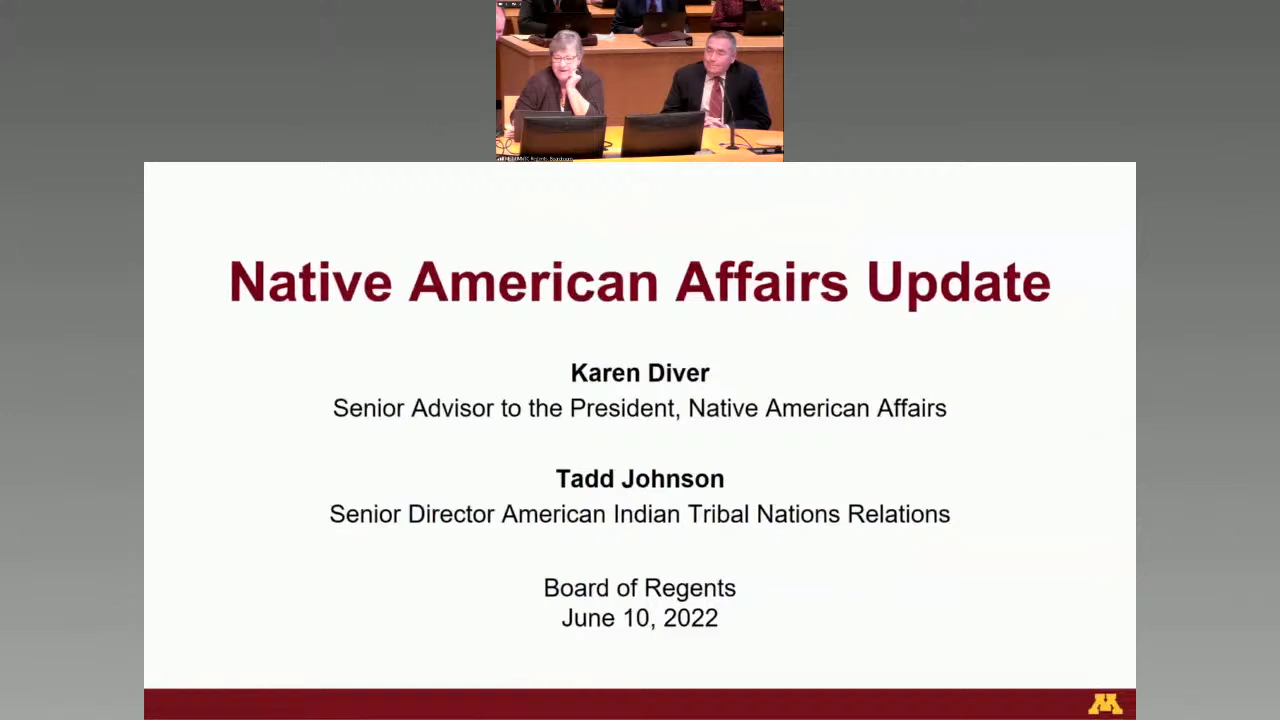 Native American Affairs Update
Karen Diver
Senior Advisor to the President, Native American Affairs
Tadd Johnson
Senior Director American Indian Tribal Nations Relations
Board of Regents
June 10, 2022
M